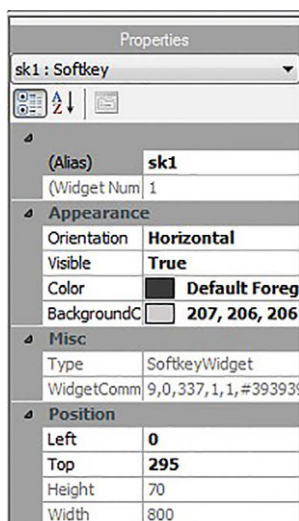 Properties
sk1 : Softkey
A
Z
(Alias) sk1
(Widget Num 1
Appearance
Orientation Horizontal
Visible True
Color Default Foreg
BackgroundC 207, 206, 206
Misc
Type SoftkeyWidget
WidgetComm 9,0,337,1,1,#393939
Position
Left 0
Top 295
Height 70
Width 800